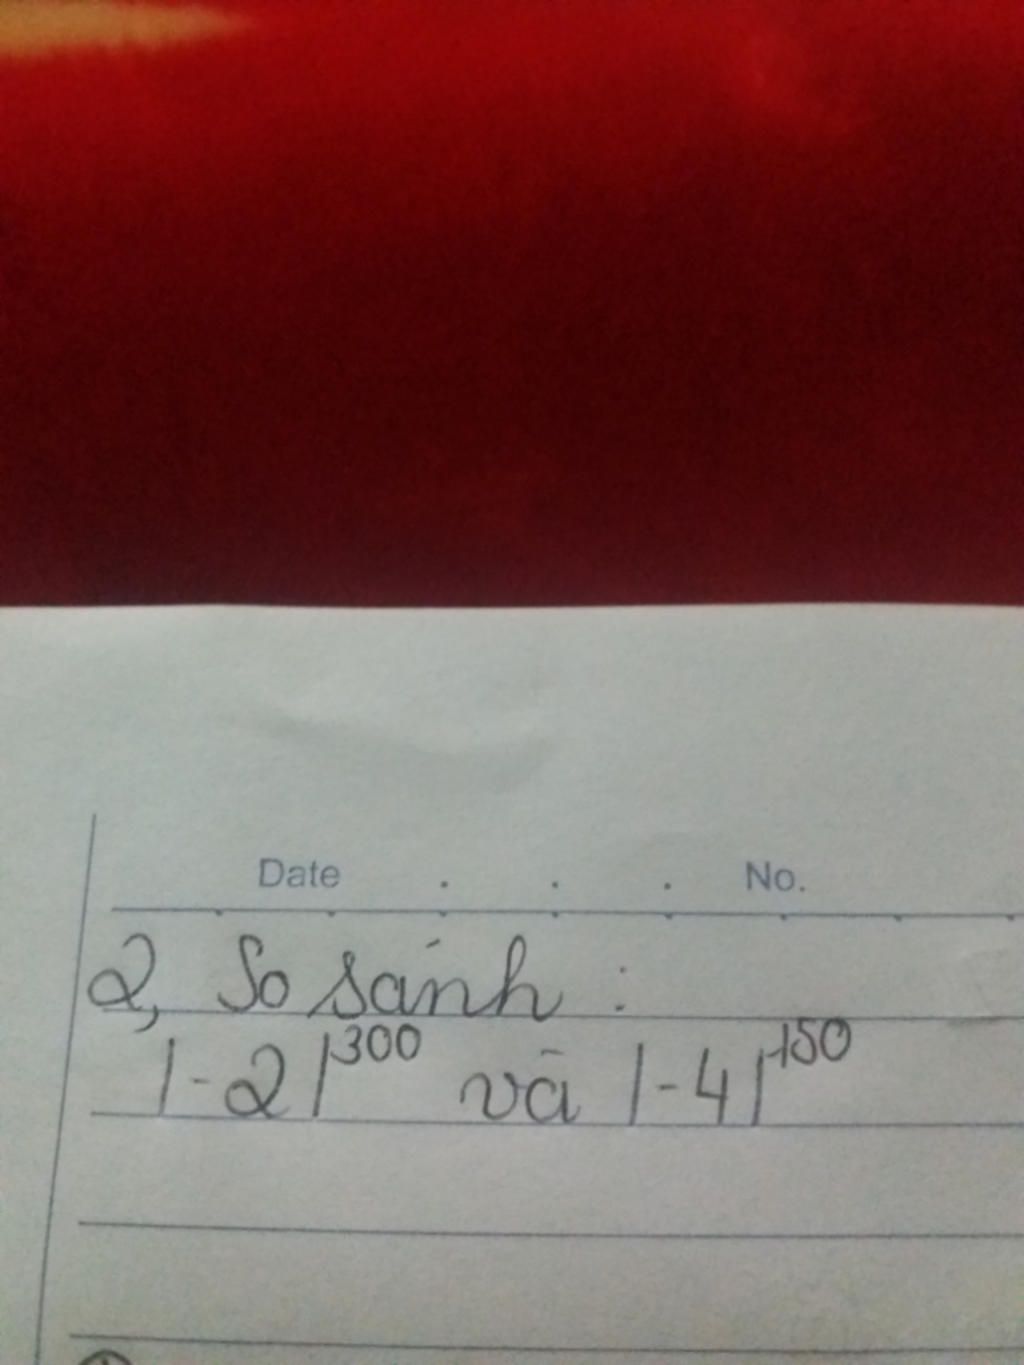 Date No.
2, So sánh :
|-2|³⁰⁰ và |-4|¹⁵⁰